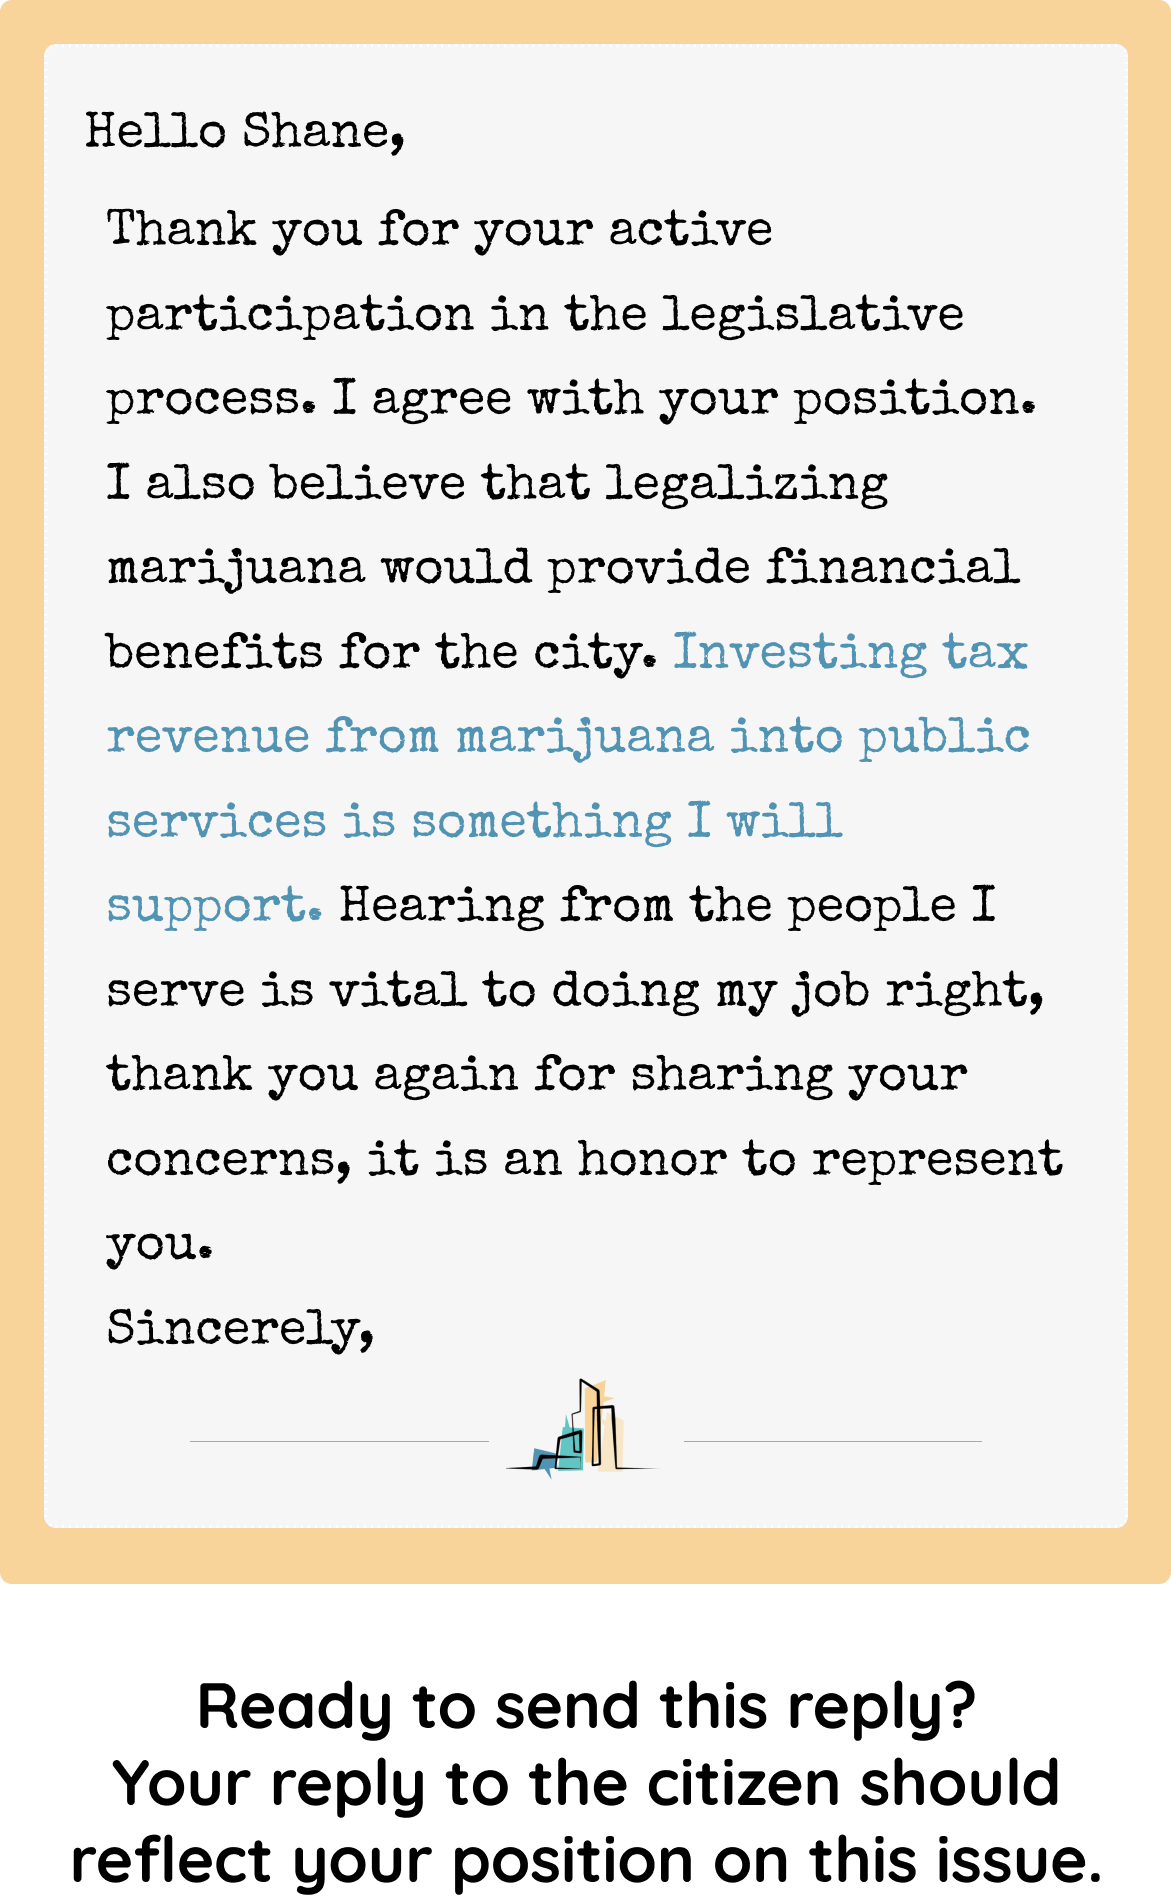 Hello Shane,
Thank you for your active
participation in the legislative
process. I agree with your position.
I also believe that legalizing
marijuana would provide financial
benefits for the city. Investing tax
revenue from marijuana into public
services is something I will
support. Hearing from the people I
serve is vital to doing my job right,
thank you again for sharing your
concerns, it is an honor to represent
you.
Sincerely,
Ready to send this reply?
Your reply to the citizen should
reflect your position on this issue.